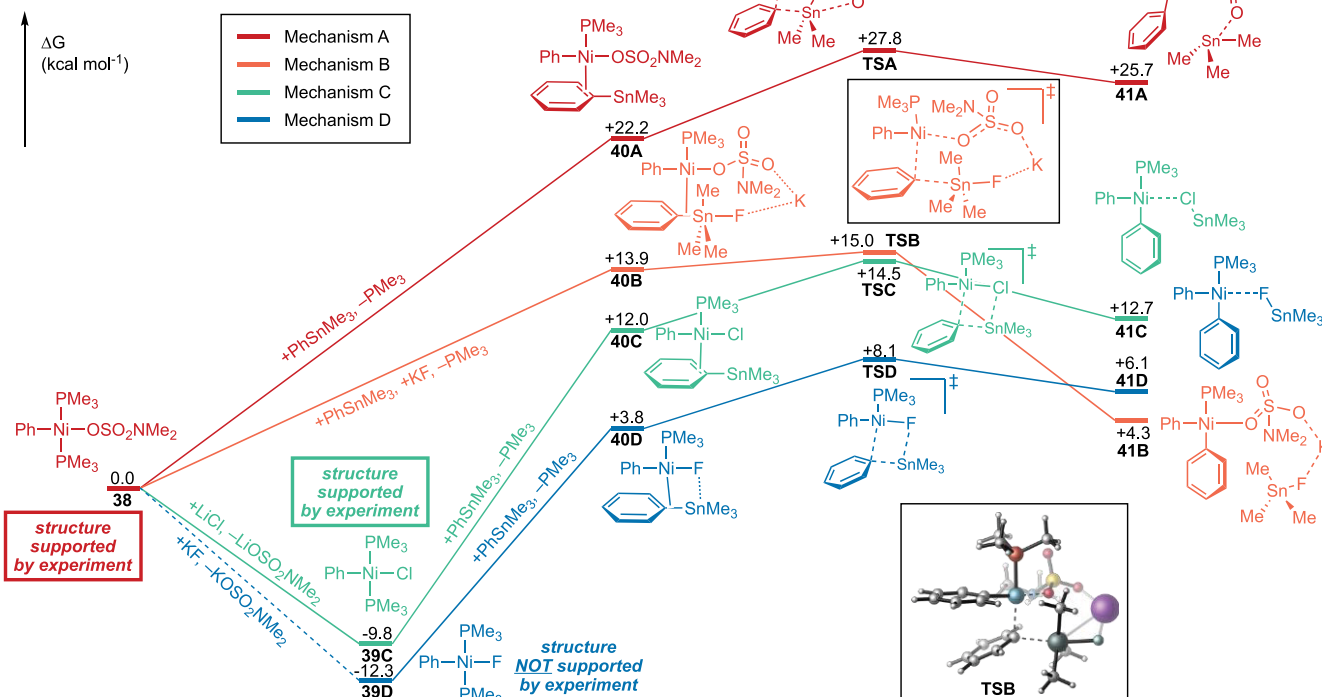 ΔG
(kcal mol⁻¹)
Mechanism A
Mechanism B
Mechanism C
Mechanism D
Sn
O
Me
Me
+27.8
TSA
O
Sn
Me
Me
Me
+25.7
41A
PMe₃
Ph
Ni
OSO₂NMe₂
SnMe₃
+22.2
40A
PMe₃
Ph
Ni
O
S
O
O
NMe₂
Me
Sn
F
K
Me
Me
+13.9
40B
‡
Me₃P
Me₂N
O
S
O
Ph
Ni
O
Me
Sn
F
K
Me
Me
+15.0
TSB
+14.5
TSC
PMe₃
‡
Ph
Ni
Cl
SnMe₃
PMe₃
Ph
Ni
Cl
SnMe₃
+12.7
41C
PMe₃
Ph
Ni
F
SnMe₃
+6.1
41D
+4.3
41B
PMe₃
Ph
Ni
O
S
O
O
NMe₂
Me
Sn
F
Me
Me
+12.0
40C
PMe₃
Ph
Ni
Cl
SnMe₃
+8.1
TSD
PMe₃
‡
Ph
Ni
F
SnMe₃
+3.8
40D
PMe₃
Ph
Ni
F
SnMe₃
+PhSnMe₃, –PMe₃
+PhSnMe₃, +KF, –PMe₃
+PhSnMe₃, –PMe₃
+PhSnMe₃, –PMe₃
+LiCl, –LiOSO₂NMe₂
+KF, –KOSO₂NMe₂
PMe₃
Ph
Ni
OSO₂NMe₂
PMe₃
0.0
38
structure
supported
by experiment
structure
supported
by experiment
PMe₃
Ph
Ni
Cl
PMe₃
-9.8
39C
-12.3
39D
PMe₃
Ph
Ni
F
PMe₃
structure
NOT supported
by experiment
TSB